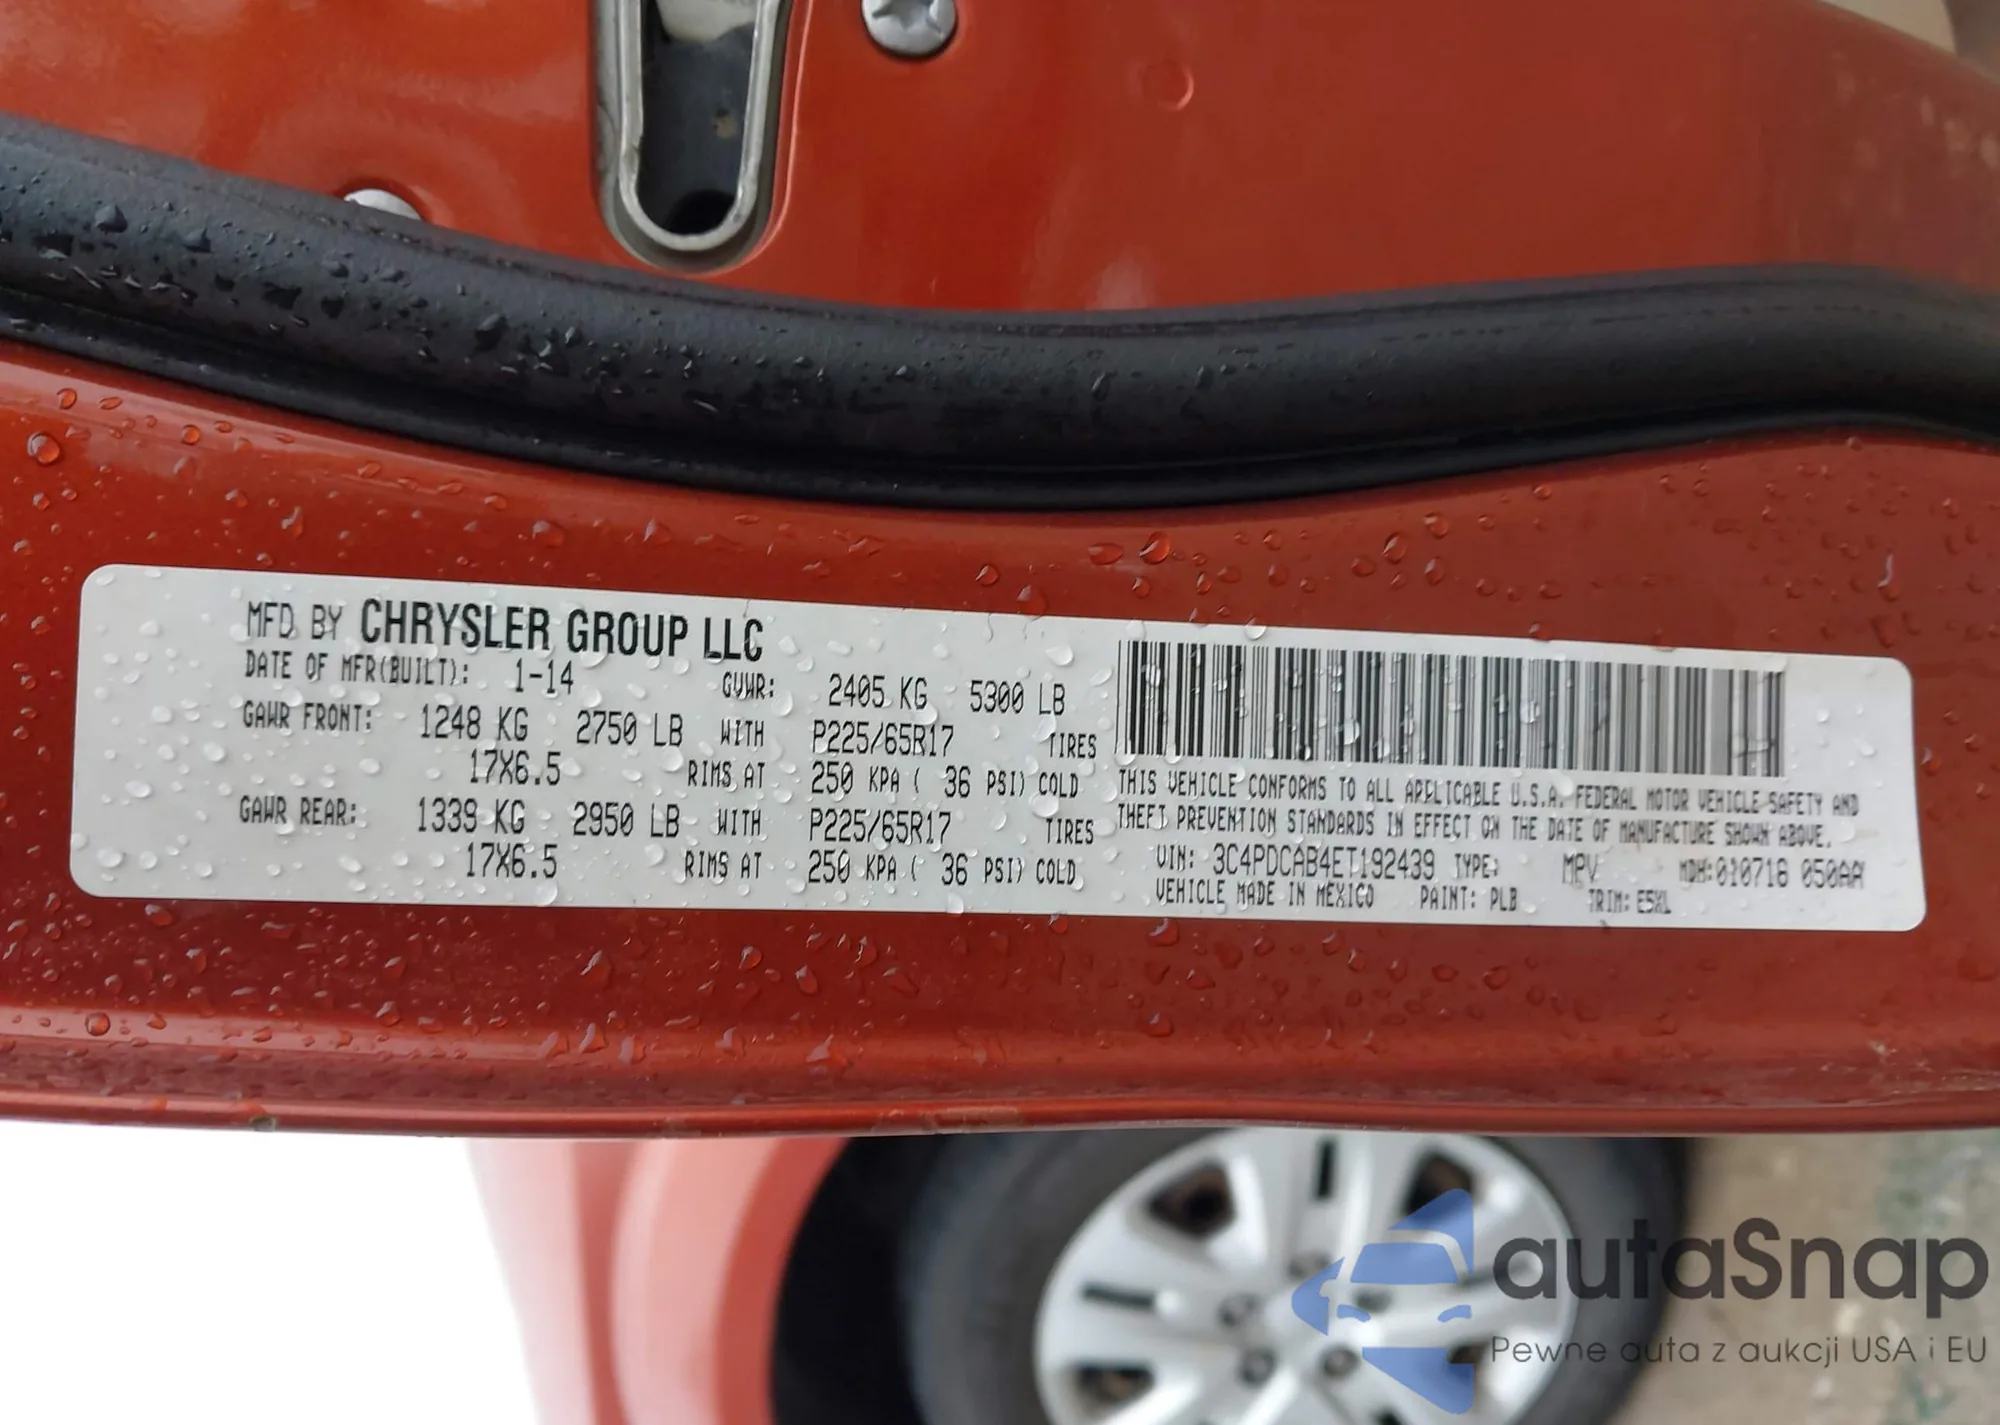 MFD BY CHRYSLER GROUP LLC
DATE OF MFR(BUILT): 1-14 GVWR: 2405 KG 5300 LB
GAWR FRONT: 1248 KG 2750 LB WITH P225/65R17 TIRES
17X6.5 RIMS AT 250 KPA ( 36 PSI) COLD
GAWR REAR: 1339 KG 2950 LB WITH P225/65R17 TIRES
17X6.5 RIMS AT 250 KPA ( 36 PSI) COLD
THIS VEHICLE CONFORMS TO ALL APPLICABLE U.S.A. FEDERAL MOTOR VEHICLE SAFETY AND
THEFT PREVENTION STANDARDS IN EFFECT ON THE DATE OF MANUFACTURE SHOWN ABOVE.
VIN: 3C4PDCAB4ET192439 TYPE: MPV MDH:010716 050AA
VEHICLE MADE IN MEXICO PAINT: PLB TRIM: E5XL
autaSnap
Pewne auta z aukcji USA i EU